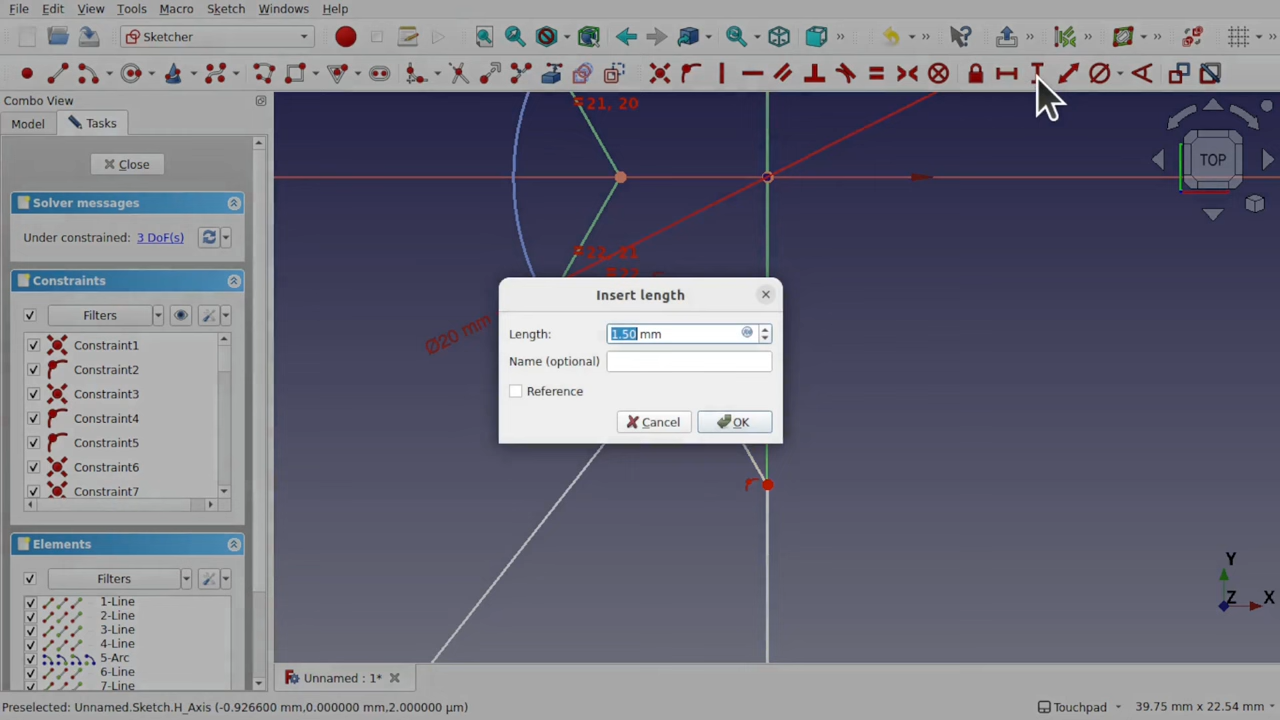 File Edit View Tools Macro Sketch Windows Help
Sketcher
Combo View
Model Tasks
Close
Solver messages
Under constrained: 3 DoF(s)
Constraints
Filters
Constraint1
Constraint2
Constraint3
Constraint4
Constraint5
Constraint6
Constraint7
Elements
Filters
1-Line
2-Line
3-Line
4-Line
5-Arc
6-Line
7-Line
21, 20
22, 21
Ø20 mm
TOP
Insert length
Length: 1.50 mm
Name (optional)
Reference
Cancel OK
Y
Z X
Unnamed : 1*
Preselected: Unnamed.Sketch.H_Axis (-0.926600 mm,0.000000 mm,2.000000 μm)
Touchpad 39.75 mm x 22.54 mm